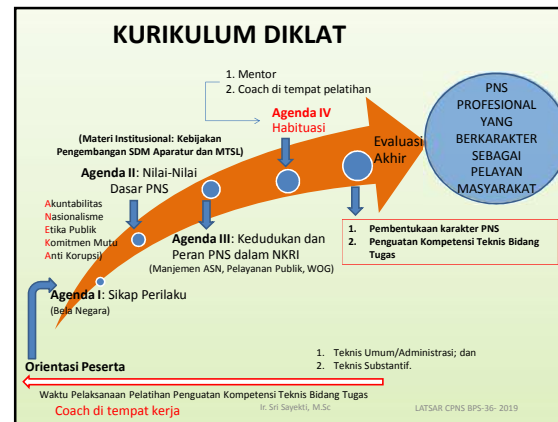 KURIKULUM DIKLAT
1. Mentor
2. Coach di tempat pelatihan
Agenda IV
Habituasi
(Materi Institusional: Kebijakan
Pengembangan SDM Aparatur dan MTSL)
Agenda II: Nilai-Nilai
Dasar PNS
Akuntabilitas
Nasionalisme
Etika Publik
Komitmen Mutu
Anti Korupsi)
Evaluasi
Akhir
PNS
PROFESIONAL
YANG
BERKARAKTER
SEBAGAI
PELAYAN
MASYARAKAT
Agenda III: Kedudukan dan
Peran PNS dalam NKRI
(Manjemen ASN, Pelayanan Publik, WOG)
1. Pembentukaan karakter PNS
2. Penguatan Kompetensi Teknis Bidang
Tugas
Agenda I: Sikap Perilaku
(Bela Negara)
Orientasi Peserta
1. Teknis Umum/Administrasi; dan
2. Teknis Substantif.
Waktu Pelaksanaan Pelatihan Penguatan Kompetensi Teknis Bidang Tugas
Coach di tempat kerja
Ir. Sri Sayekti, M.Sc
LATSAR CPNS BPS-36- 2019